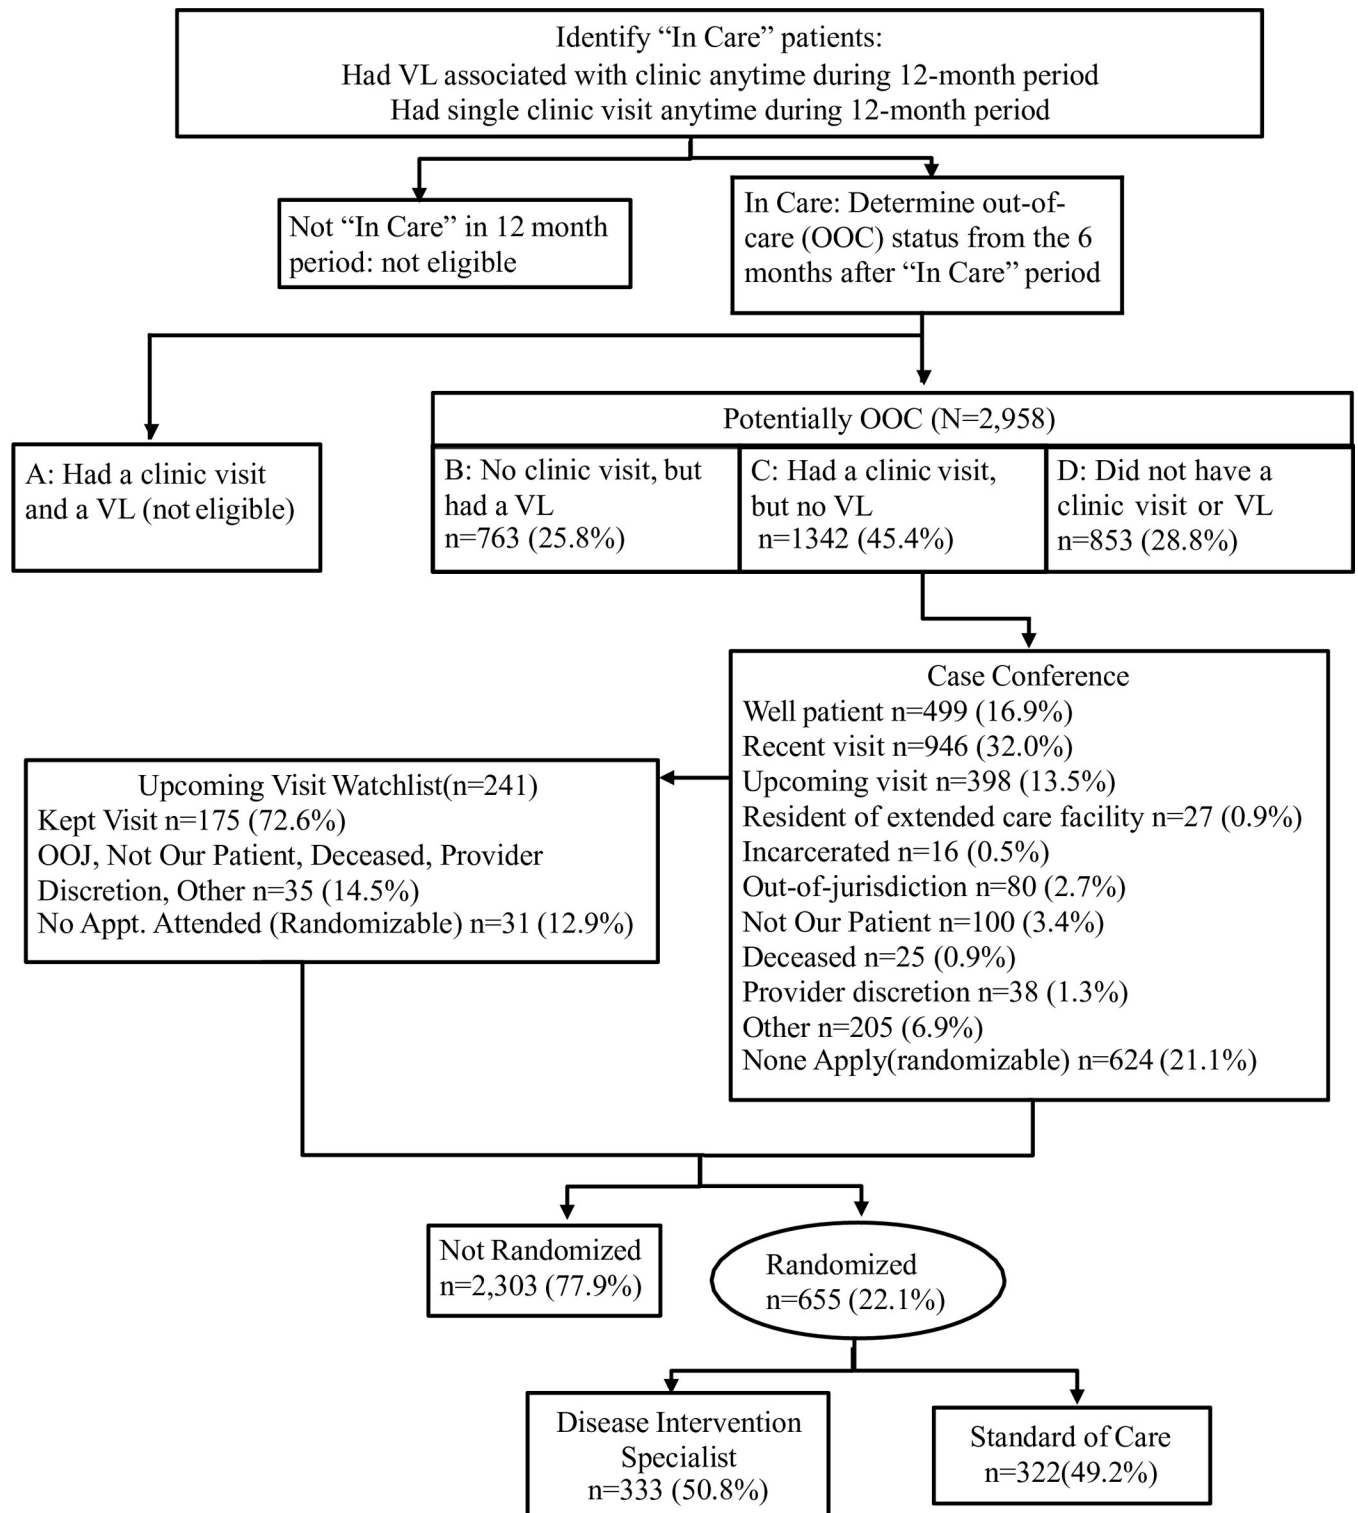 Identify “In Care” patients:
Had VL associated with clinic anytime during 12-month period
Had single clinic visit anytime during 12-month period
Not “In Care” in 12 month
period: not eligible
In Care: Determine out-of-
care (OOC) status from the 6
months after “In Care” period
A: Had a clinic visit
and a VL (not eligible)
Potentially OOC (N=2,958)
B: No clinic visit, but
had a VL
n=763 (25.8%)
C: Had a clinic visit,
but no VL
n=1342 (45.4%)
D: Did not have a
clinic visit or VL
n=853 (28.8%)
Case Conference
Well patient n=499 (16.9%)
Recent visit n=946 (32.0%)
Upcoming visit n=398 (13.5%)
Resident of extended care facility n=27 (0.9%)
Incarcerated n=16 (0.5%)
Out-of-jurisdiction n=80 (2.7%)
Not Our Patient n=100 (3.4%)
Deceased n=25 (0.9%)
Provider discretion n=38 (1.3%)
Other n=205 (6.9%)
None Apply(randomizable) n=624 (21.1%)
Upcoming Visit Watchlist(n=241)
Kept Visit n=175 (72.6%)
OOJ, Not Our Patient, Deceased, Provider
Discretion, Other n=35 (14.5%)
No Appt. Attended (Randomizable) n=31 (12.9%)
Not Randomized
n=2,303 (77.9%)
Randomized
n=655 (22.1%)
Disease Intervention
Specialist
n=333 (50.8%)
Standard of Care
n=322(49.2%)